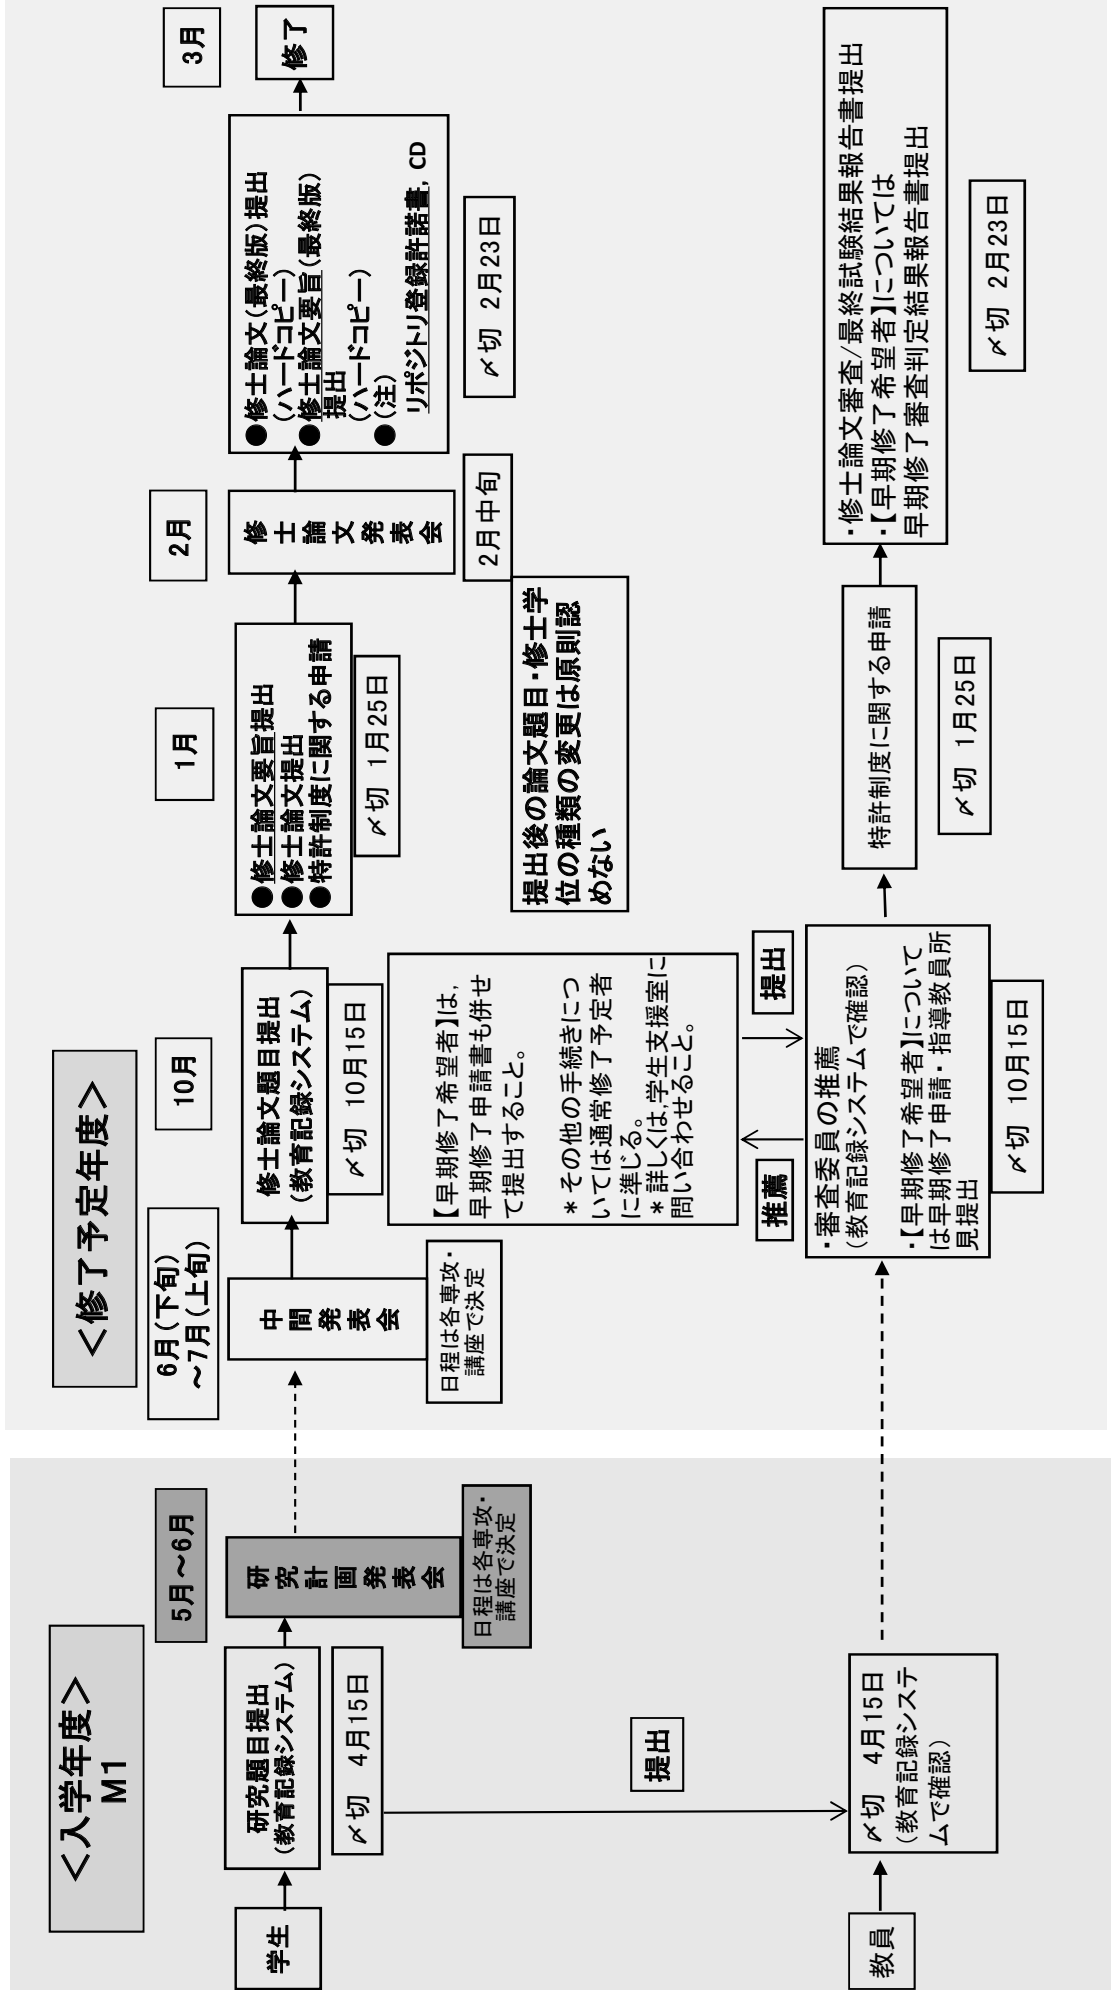 ＜入学年度＞
M1
＜修了予定年度＞
5月～6月
6月(下旬)
～7月(上旬)
10月
1月
2月
3月
学生
研究題目提出
(教育記録システム)
〆切　4月15日
研究計画発表会
日程は各専攻・
講座で決定
中間発表会
日程は各専攻・
講座で決定
修士論文題目提出
(教育記録システム)
〆切　10月15日
【早期修了希望者】は,
早期修了申請書も併せ
て提出すること。
＊その他の手続きにつ
いては通常修了予定者
に準じる。
＊詳しくは,学生支援室に
問い合わせること。
●修士論文要旨提出
●修士論文提出
●特許制度に関する申請
〆切　1月25日
提出後の論文題目・修士学
位の種類の変更は原則認
めない
修士論文発表会
2月中旬
●修士論文(最終版)提出
(ハードコピー)
●修士論文要旨(最終版)
提出
(ハードコピー)
●(注)
リポジトリ登録許諾書, CD
〆切　2月23日
修了
提出
推薦
提出
教員
〆切　4月15日
(教育記録システ
ムで確認)
・審査委員の推薦
(教育記録システムで確認)
・【早期修了希望者】について
は早期修了申請・指導教員所
見提出
〆切　10月15日
特許制度に関する申請
〆切　1月25日
・修士論文審査/最終試験結果報告書提出
・【早期修了希望者】については
早期修了審査判定結果報告書提出
〆切　2月23日